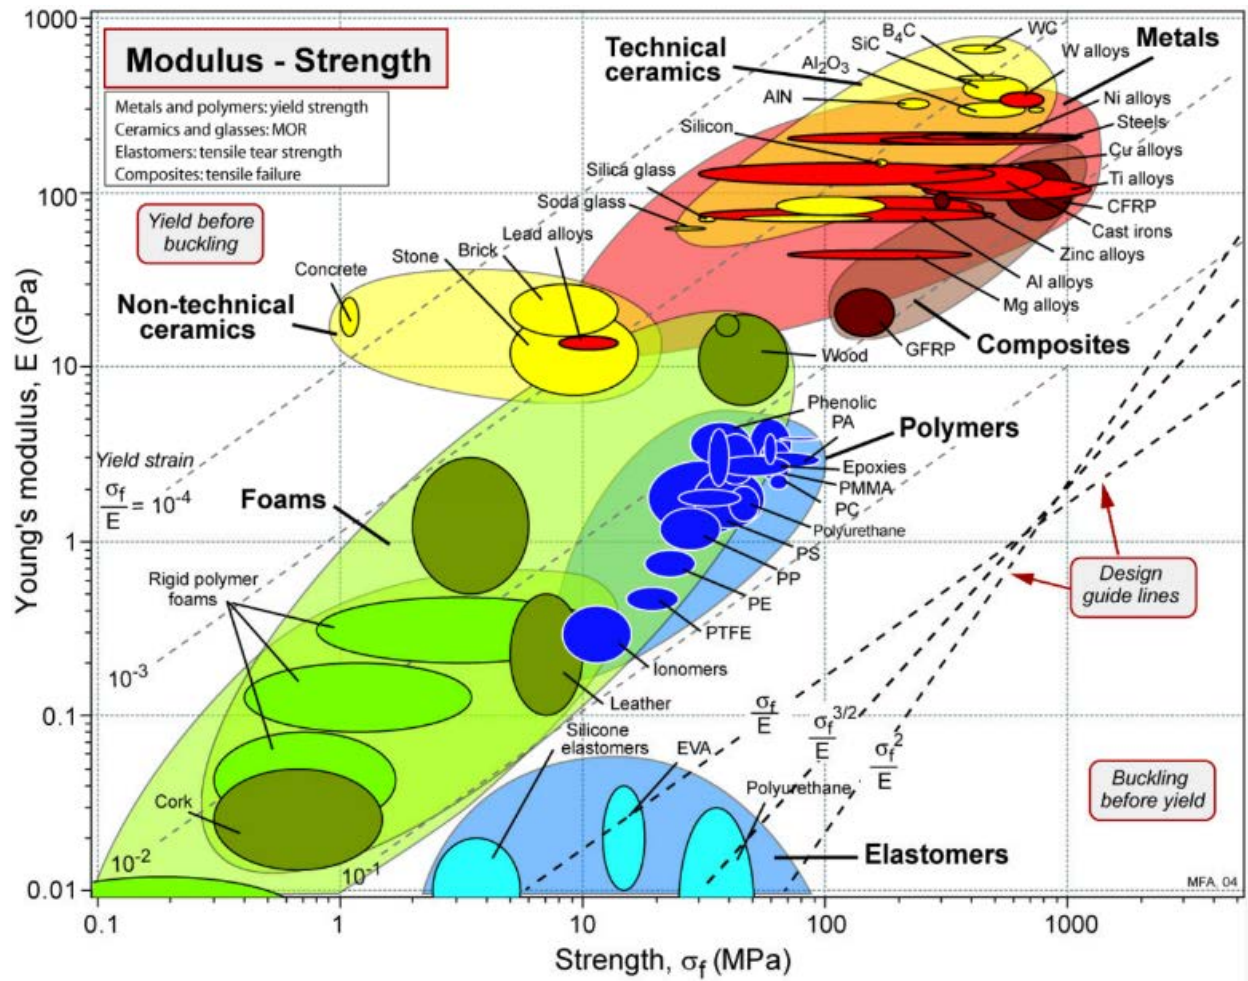 Modulus - Strength
Metals and polymers: yield strength
Ceramics and glasses: MOR
Elastomers: tensile tear strength
Composites: tensile failure
Yield before
buckling
Technical
ceramics
Metals
B₄C
WC
SiC
W alloys
Al₂O₃
AlN
Ni alloys
Silicon
Steels
Cu alloys
Silica glass
Ti alloys
Soda glass
CFRP
Cast irons
Zinc alloys
Al alloys
Mg alloys
Lead alloys
Brick
Stone
Concrete
Non-technical
ceramics
GFRP
Composites
Wood
Phenolic
PA
Polymers
Epoxies
PMMA
PC
Polyurethane
PS
PP
PE
PTFE
Ionomers
Leather
Yield strain
σf/E = 10⁻⁴
Foams
Rigid polymer
foams
10⁻³
Silicone
elastomers
EVA
Polyurethane
Cork
10⁻²
10⁻¹
Elastomers
Design
guide lines
σf/E
σf^3/2/E
σf²/E
Buckling
before yield
MFA, 04
Young's modulus, E (GPa)
1000
100
10
1
0.1
0.01
0.1
1
10
100
1000
Strength, σf (MPa)